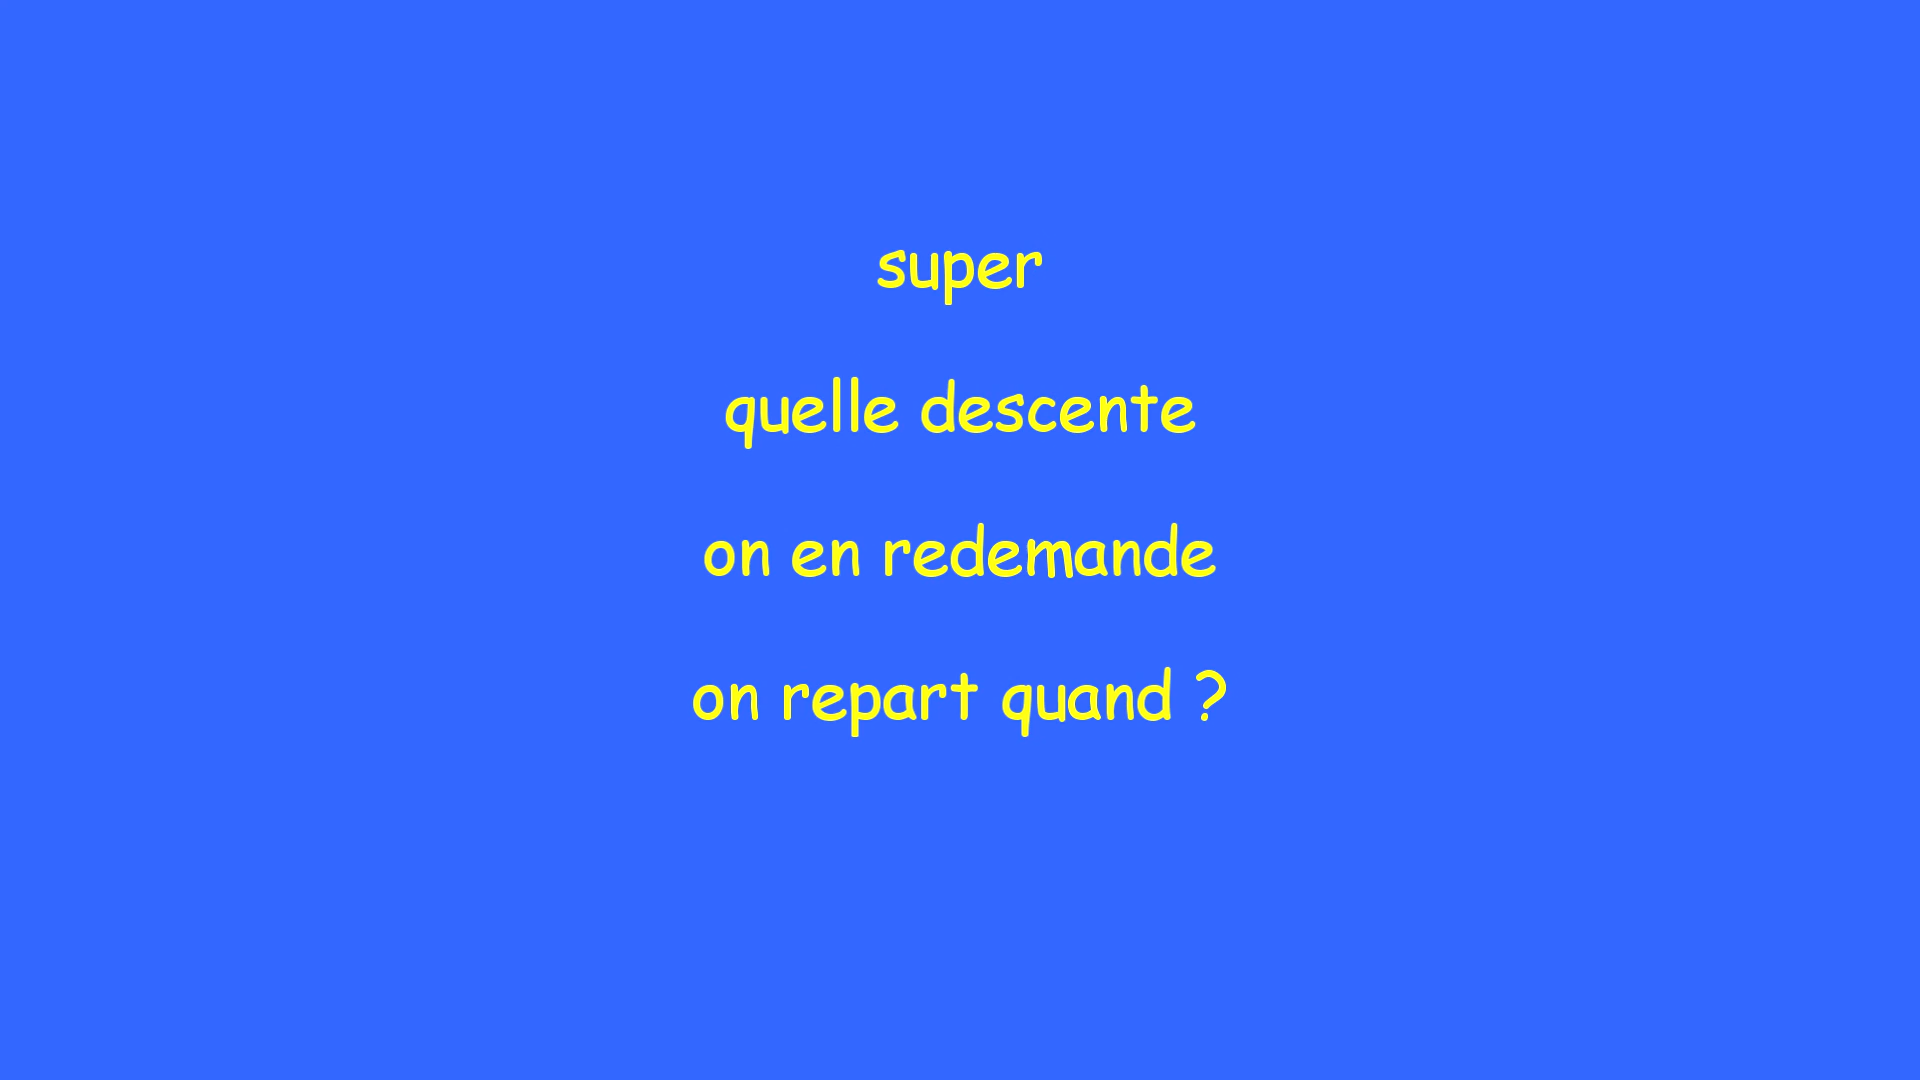 super
quelle descente
on en redemande
on repart quand ?